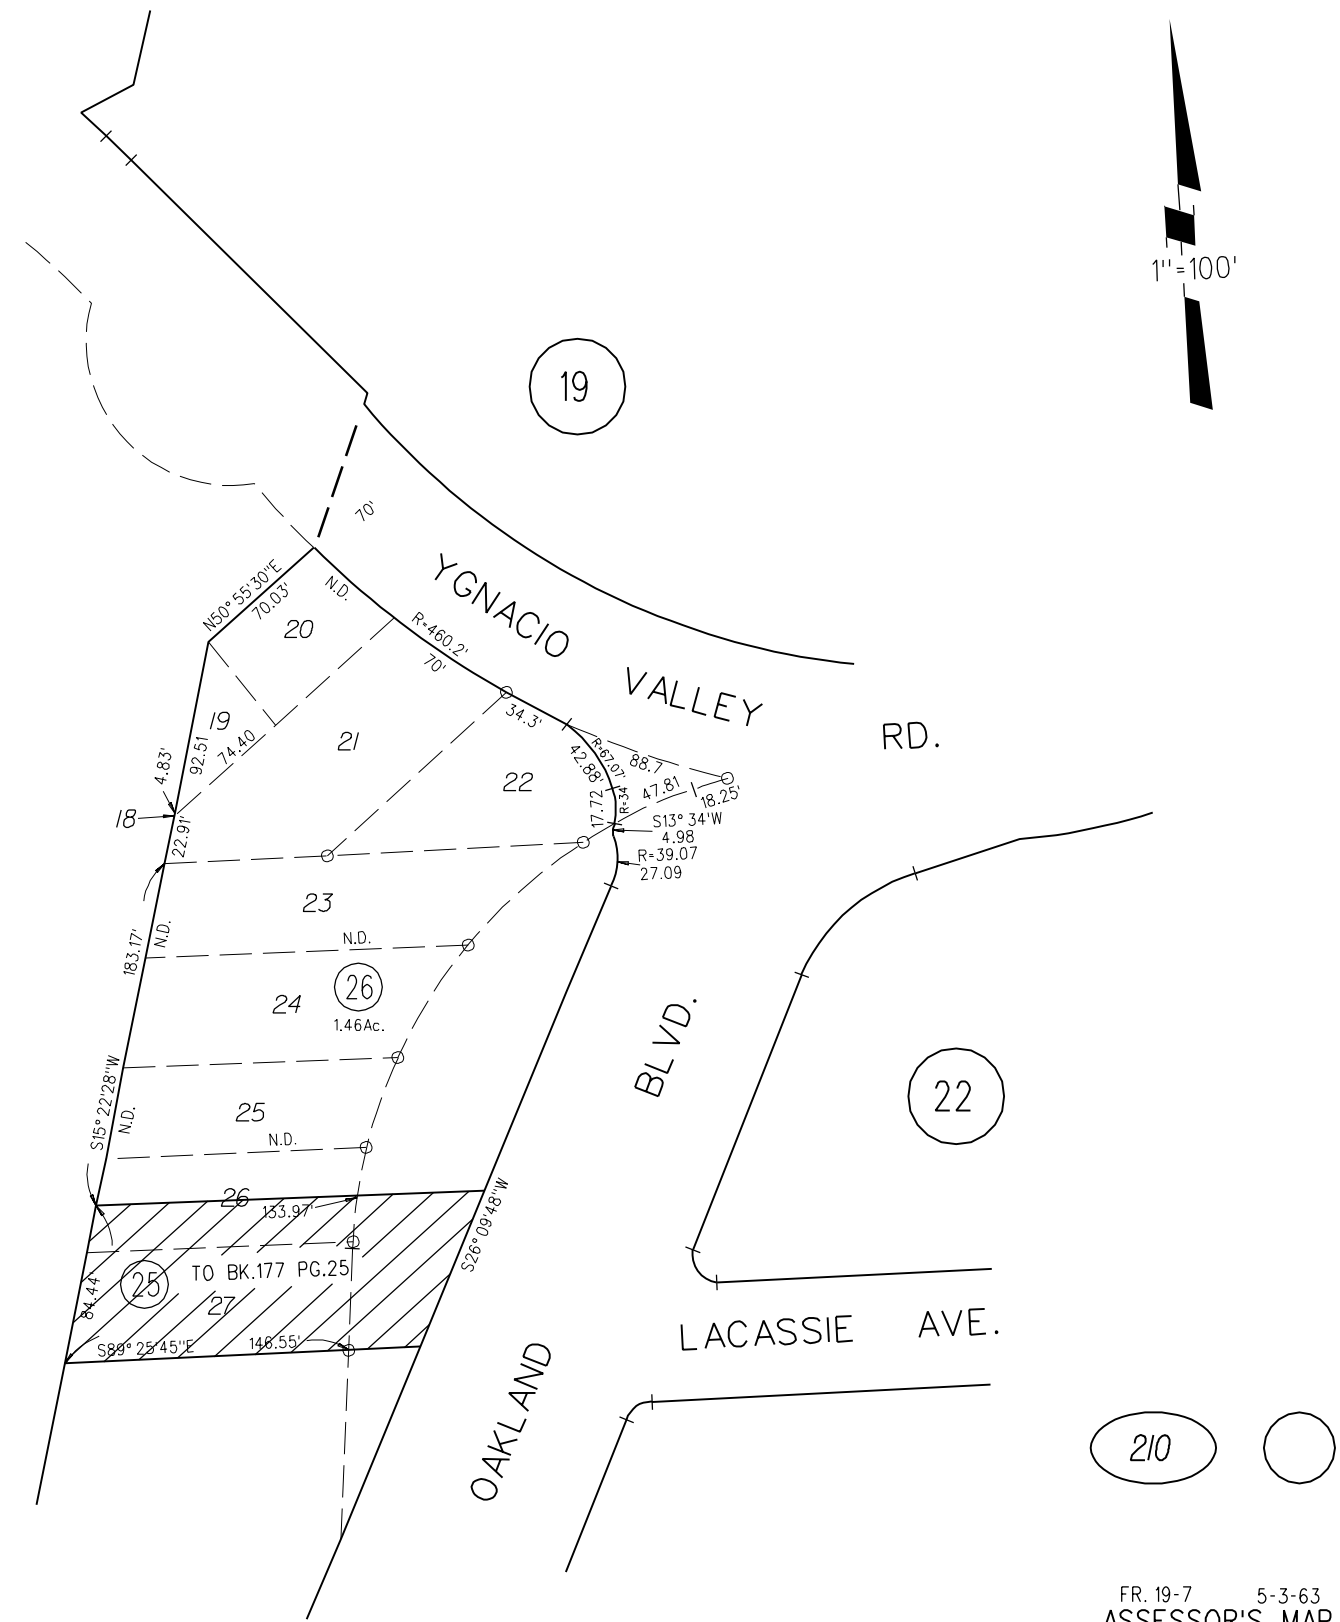 1"=100'
19
70'
YGNACIO VALLEY RD.
N50° 55'30"E
70.03'
N.D.
20
R=460.2'
70'
34.3'
19
92.51
74.40
4.83'
18
22.91'
21
22
R=67.07'
42.88'
88.7
17.72
R=34
47.81
18.25'
S13° 34'W
4.98
R=39.07
27.09
23
N.D.
183.17'
N.D.
24
26
1.46Ac.
S15° 22'28"W
N.D.
25
N.D.
26
133.97'
S26° 09'48"W
25
TO BK.177 PG.25
84.44'
27
S89° 25'45"E
146.55'
OAKLAND BLVD.
22
LACASSIE AVE.
210
FR. 19-7 5-3-63
ASSESSOR'S MAP